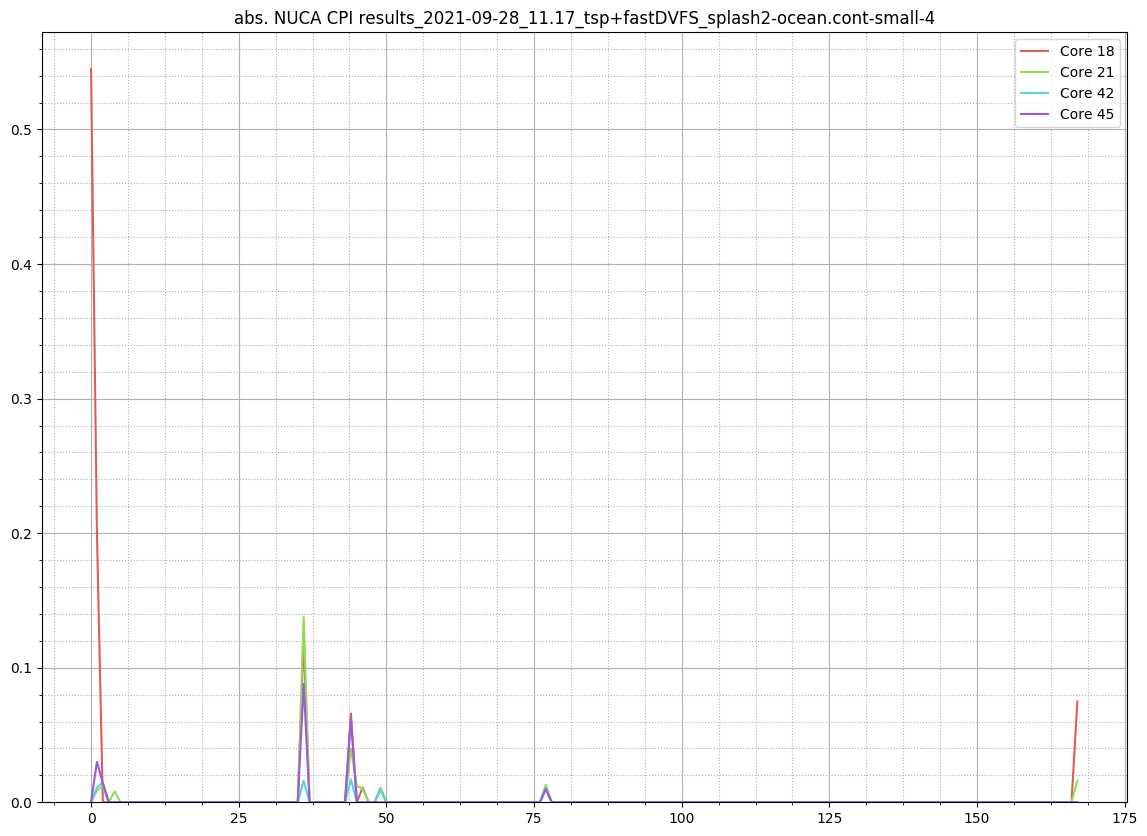 abs. NUCA CPI results_2021-09-28_11.17_tsp+fastDVFS_splash2-ocean.cont-small-4
Core 18
Core 21
Core 42
Core 45
0.5
0.4
0.3
0.2
0.1
0.0
0 25 50 75 100 125 150 175